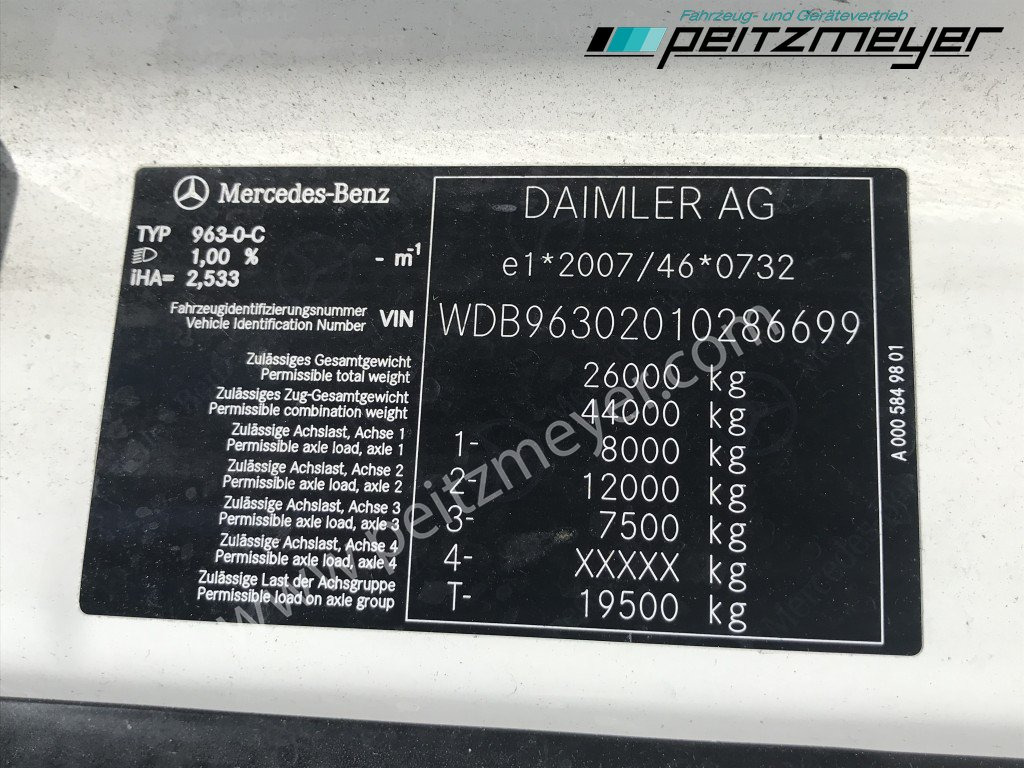 Fahrzeug- und Gerätevertrieb
peitzmeyer
Mercedes-Benz
TYP 963-0-C
1,00 % - m⁻¹
iHA= 2,533
DAIMLER AG
e1*2007/46*0732
Fahrzeugidentifizierungsnummer
Vehicle Identification Number VIN WDB96302010286699
Zulässiges Gesamtgewicht
Permissible total weight 26000 kg
Zulässiges Zug-Gesamtgewicht
Permissible combination weight 44000 kg
Zulässige Achslast, Achse 1
Permissible axle load, axle 1 1- 8000 kg
Zulässige Achslast, Achse 2
Permissible axle load, axle 2 2- 12000 kg
Zulässige Achslast, Achse 3
Permissible axle load, axle 3 3- 7500 kg
Zulässige Achslast, Achse 4
Permissible axle load, axle 4 4- XXXXX kg
Zulässige Last der Achsgruppe
Permissible load on axle group T- 19500 kg
A 000 584 98 01
www.peitzmeyer.com